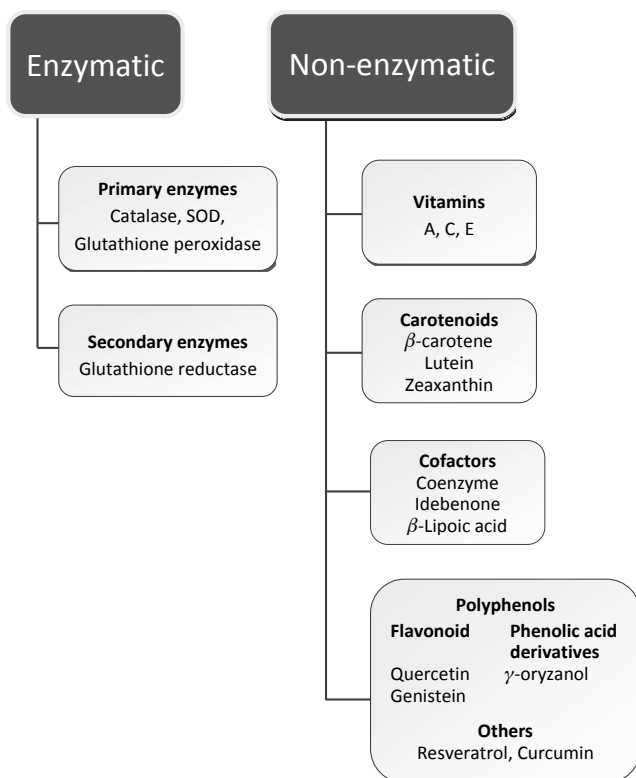 Enzymatic
Primary enzymes
Catalase, SOD,
Glutathione peroxidase
Secondary enzymes
Glutathione reductase
Non-enzymatic
Vitamins
A, C, E
Carotenoids
β-carotene
Lutein
Zeaxanthin
Cofactors
Coenzyme
Idebenone
β-Lipoic acid
Polyphenols
Flavonoid
Quercetin
Genistein
Phenolic acid
derivatives
γ-oryzanol
Others
Resveratrol, Curcumin